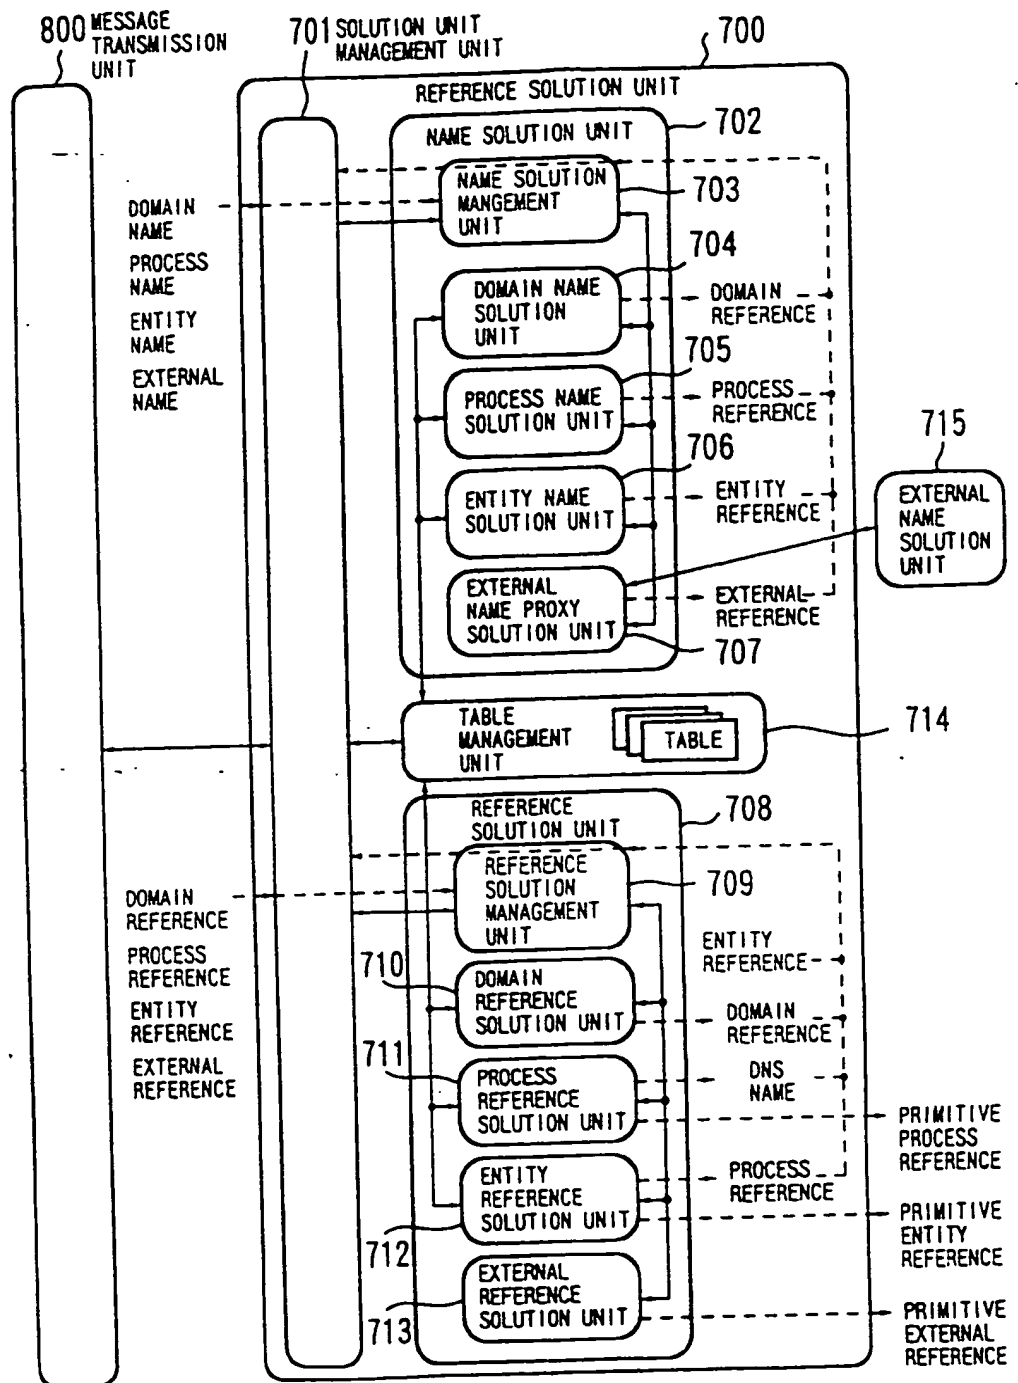 800 MESSAGE
TRANSMISSION
UNIT
701 SOLUTION UNIT
MANAGEMENT UNIT
700
REFERENCE SOLUTION UNIT
NAME SOLUTION UNIT
702
NAME SOLUTION
MANGEMENT
UNIT
703
DOMAIN
NAME
PROCESS
NAME
ENTITY
NAME
EXTERNAL
NAME
704
DOMAIN NAME
SOLUTION
UNIT
DOMAIN
REFERENCE
705
PROCESS NAME
SOLUTION UNIT
PROCESS
REFERENCE
706
ENTITY NAME
SOLUTION UNIT
ENTITY
REFERENCE
715
EXTERNAL
NAME
SOLUTION
UNIT
EXTERNAL
NAME PROXY
SOLUTION UNIT
EXTERNAL
REFERENCE
707
TABLE
MANAGEMENT
UNIT
TABLE
714
REFERENCE
SOLUTION UNIT
708
REFERENCE
SOLUTION
MANAGEMENT
UNIT
709
DOMAIN
REFERENCE
PROCESS
REFERENCE
ENTITY
REFERENCE
EXTERNAL
REFERENCE
ENTITY
REFERENCE
710
DOMAIN
REFERENCE
SOLUTION UNIT
DOMAIN
REFERENCE
711
PROCESS
REFERENCE
SOLUTION UNIT
DNS
NAME
PRIMITIVE
PROCESS
REFERENCE
ENTITY
REFERENCE
SOLUTION UNIT
712
PROCESS
REFERENCE
PRIMITIVE
ENTITY
REFERENCE
EXTERNAL
REFERENCE
SOLUTION UNIT
713
PRIMITIVE
EXTERNAL
REFERENCE